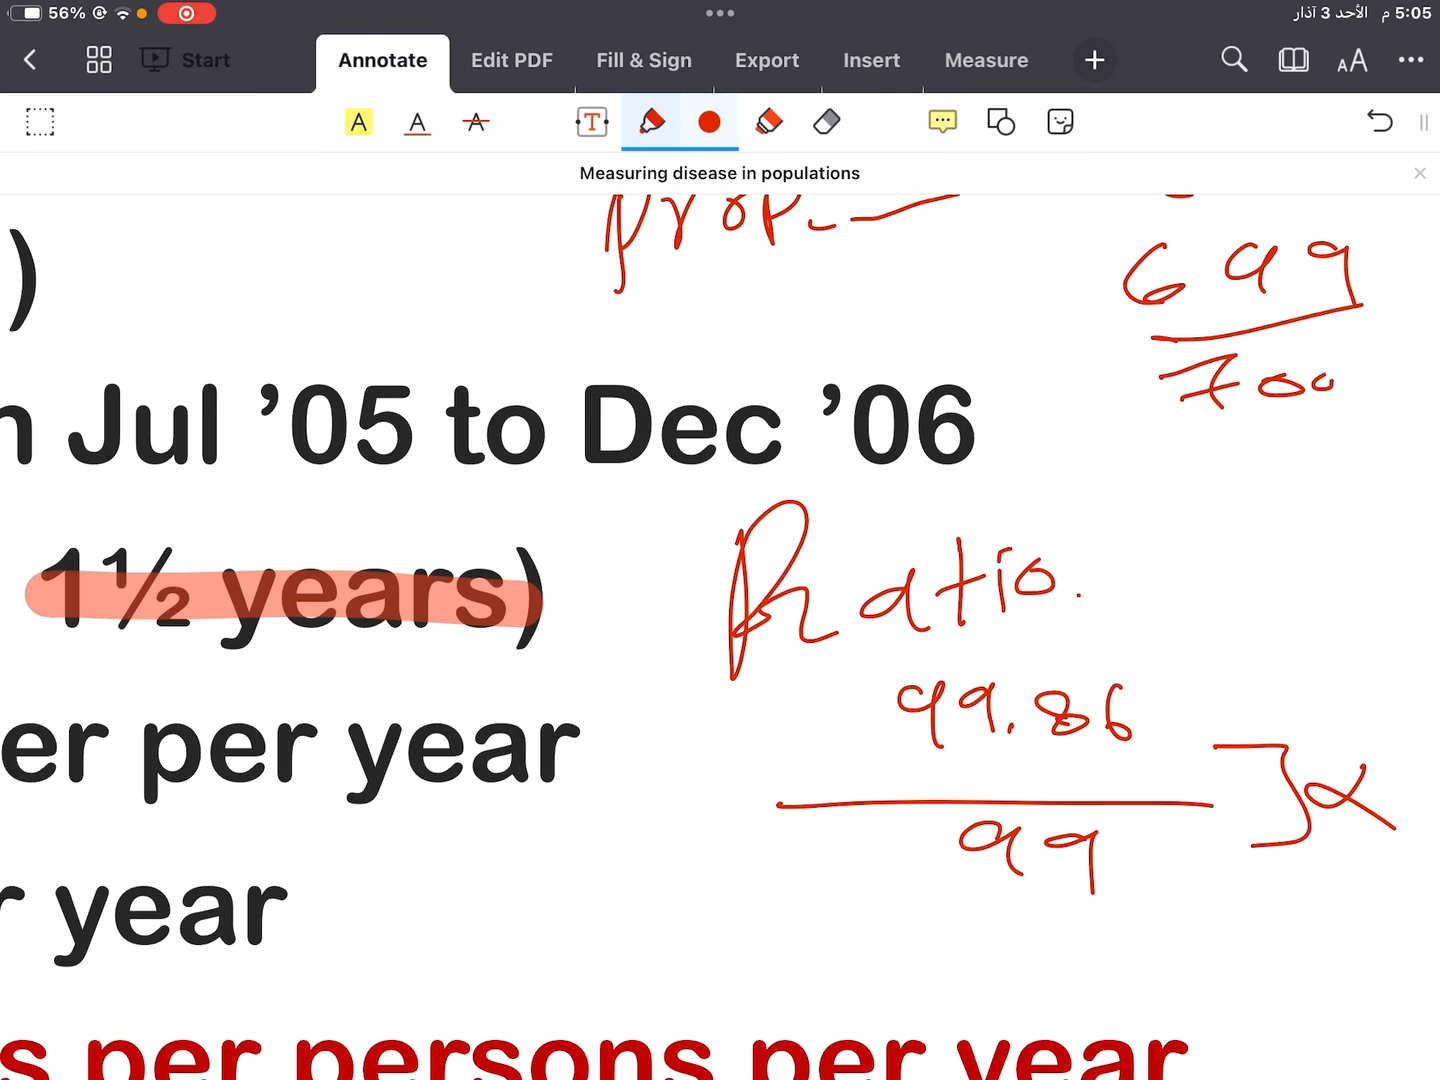 56% 5:05 م الأحد 3 آذار
Start Annotate Edit PDF Fill & Sign Export Insert Measure
A A A T
Measuring disease in populations
prop.
)
699
700
n Jul ’05 to Dec ’06
1½ years)
Ratio.
99.86
99
er per year
r year
s per persons per year